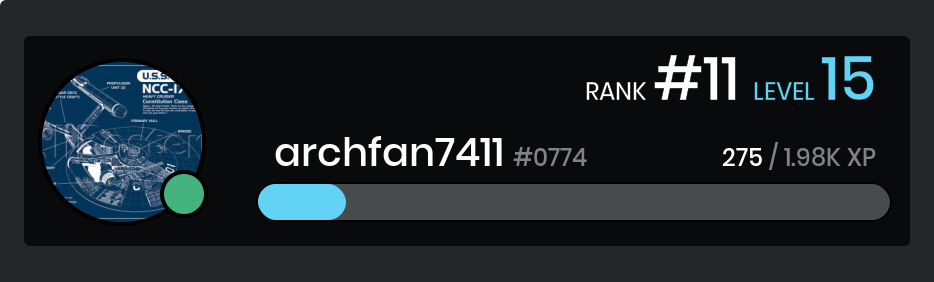 U.S.S.
NCC-17
HEAVY CRUISER
Constitution Class
PROPULSION
UNIT (2)
PRIMARY HULL
BRIDGE
RANK #11 LEVEL 15
archfan7411 #0774
275 / 1.98K XP